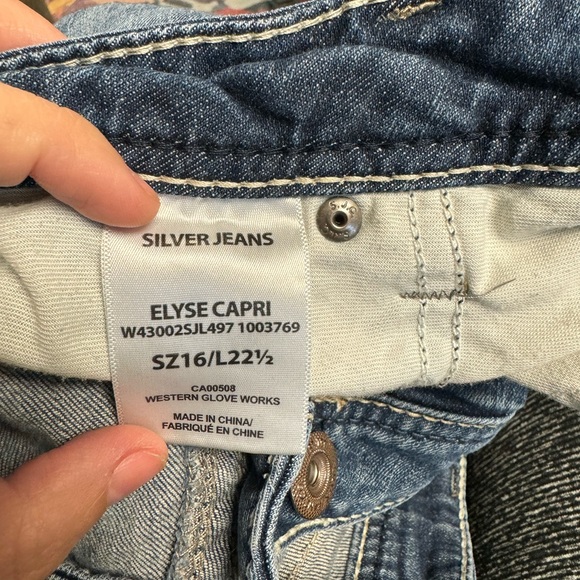 SILVER JEANS
ELYSE CAPRI
W43002SJL497 1003769
SZ16/L22½
CA00508
WESTERN GLOVE WORKS
MADE IN CHINA/
FABRIQUÉ EN CHINE